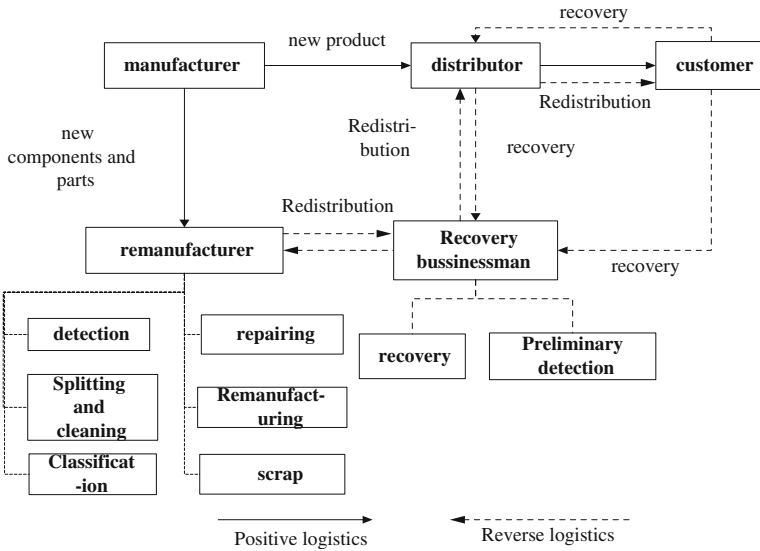 recovery
new product
manufacturer
distributor
customer
Redistribution
Redistri-
bution
recovery
new
components and
parts
Redistribution
remanufacturer
Recovery
bussinessman
recovery
detection
repairing
recovery
Preliminary
detection
Splitting
and
cleaning
Remanufact-
uring
Classificat
-ion
scrap
Positive logistics
Reverse logistics